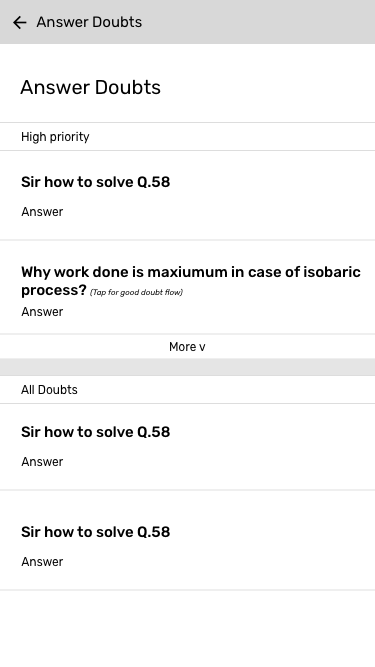 Answer Doubts
Answer Doubts
High priority
Sir how to solve Q.58
Answer
Why work done is maxiumum in case of isobaric
process? (Tap for good doubt flow)
Answer
More v
All Doubts
Sir how to solve Q.58
Answer
Sir how to solve Q.58
Answer